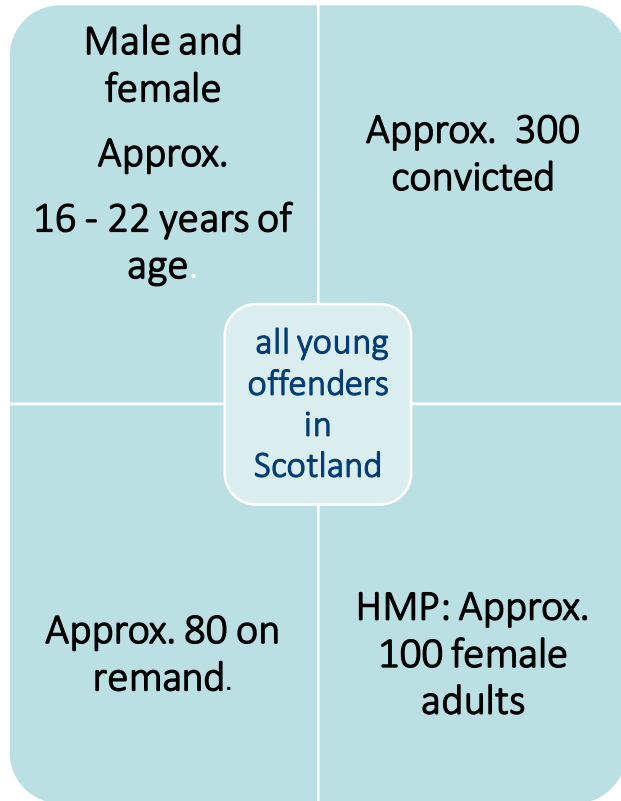 Male and
female
Approx.
16 - 22 years of
age.
Approx.  300
convicted
all young
offenders
in
Scotland
Approx. 80 on
remand.
HMP: Approx.
100 female
adults